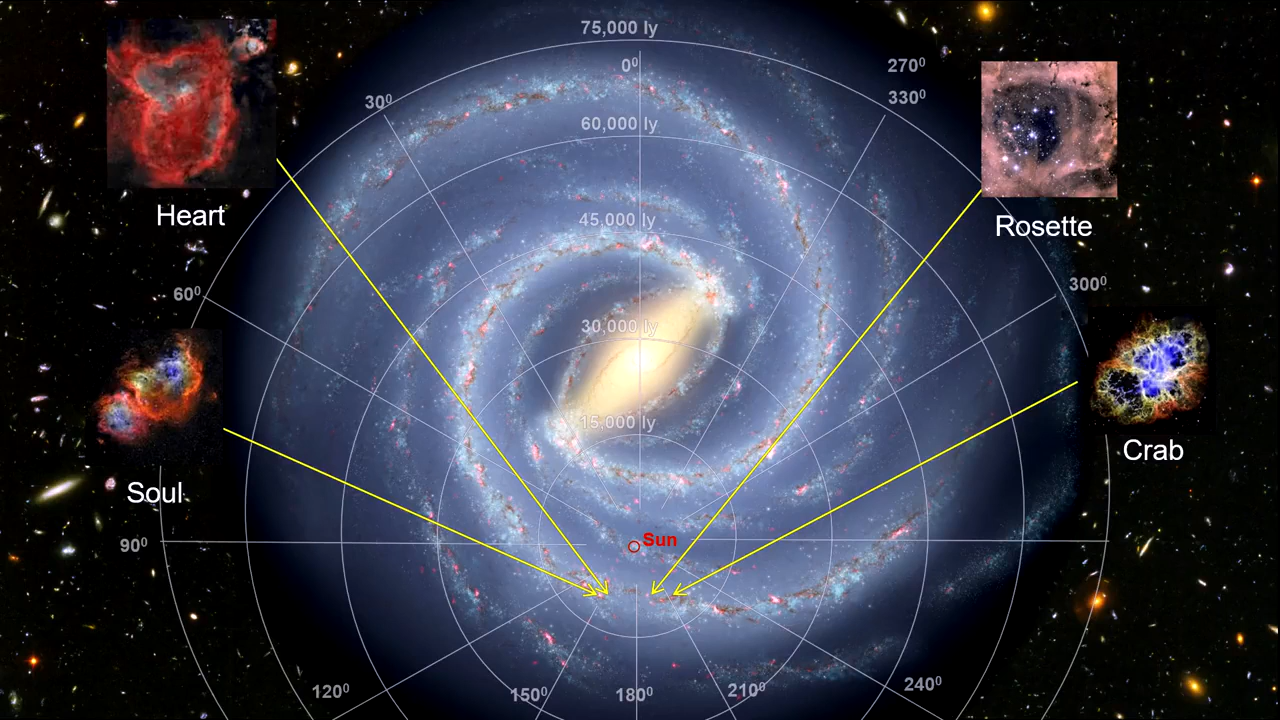 75,000 ly
0⁰
270⁰
30⁰
330⁰
60,000 ly
Heart
45,000 ly
Rosette
60⁰
300⁰
30,000 ly
15,000 ly
Crab
Soul
90⁰
Sun
120⁰
150⁰
180⁰
210⁰
240⁰